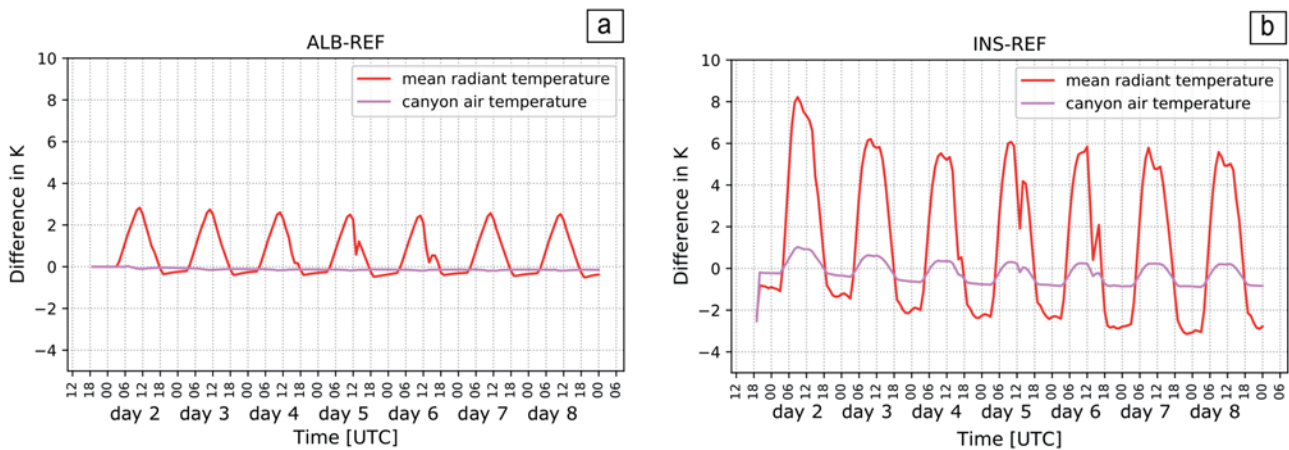 a
ALB-REF
mean radiant temperature
canyon air temperature
Difference in K
10
8
6
4
2
0
−2
−4
12 18 00 06 12 18 00 06 12 18 00 06 12 18 00 06 12 18 00 06 12 18 00 06 12 18 00 06 12 18 00 06
day 2 day 3 day 4 day 5 day 6 day 7 day 8
Time [UTC]
b
INS-REF
mean radiant temperature
canyon air temperature
Difference in K
10
8
6
4
2
0
−2
−4
12 18 00 06 12 18 00 06 12 18 00 06 12 18 00 06 12 18 00 06 12 18 00 06 12 18 00 06 12 18 00 06
day 2 day 3 day 4 day 5 day 6 day 7 day 8
Time [UTC]